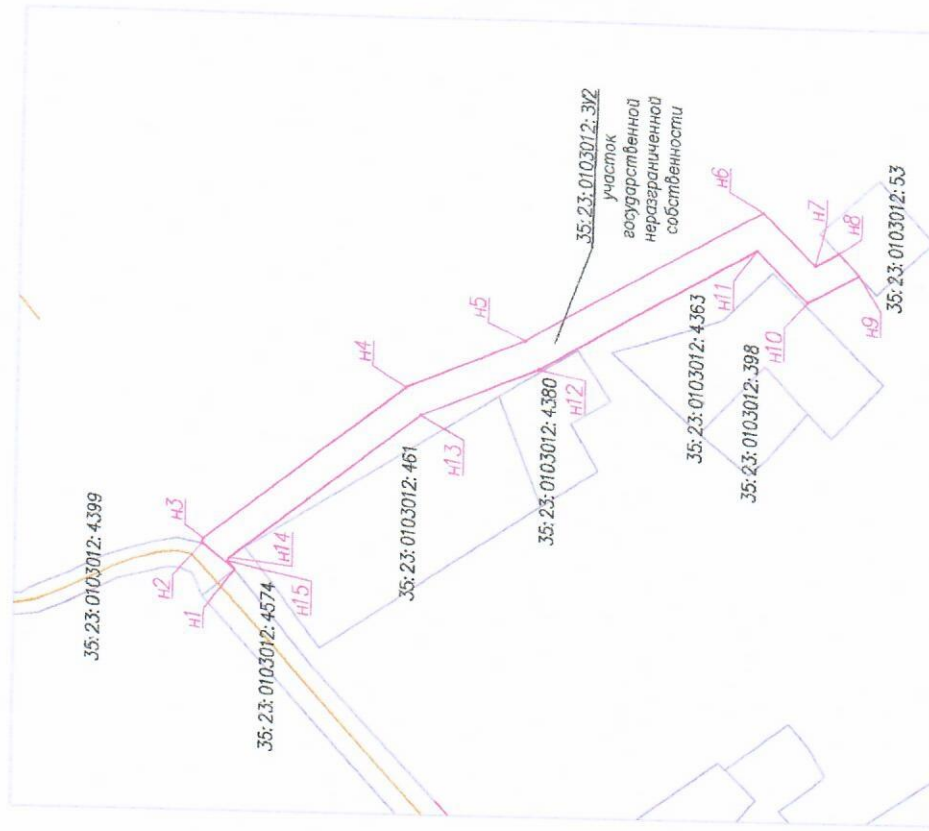 35:23:0103012:4399
н3
н2
н1
35:23:0103012:4574
н14
н15
н4
35:23:0103012:461
н13
н5
35:23:0103012:4380
н12
35:23:0103012:ЗУ2
участок
государственной
неразграниченной
собственности
н6
н7
н8
35:23:0103012:4363
н11
35:23:0103012:398
н10
н9
35:23:0103012:53